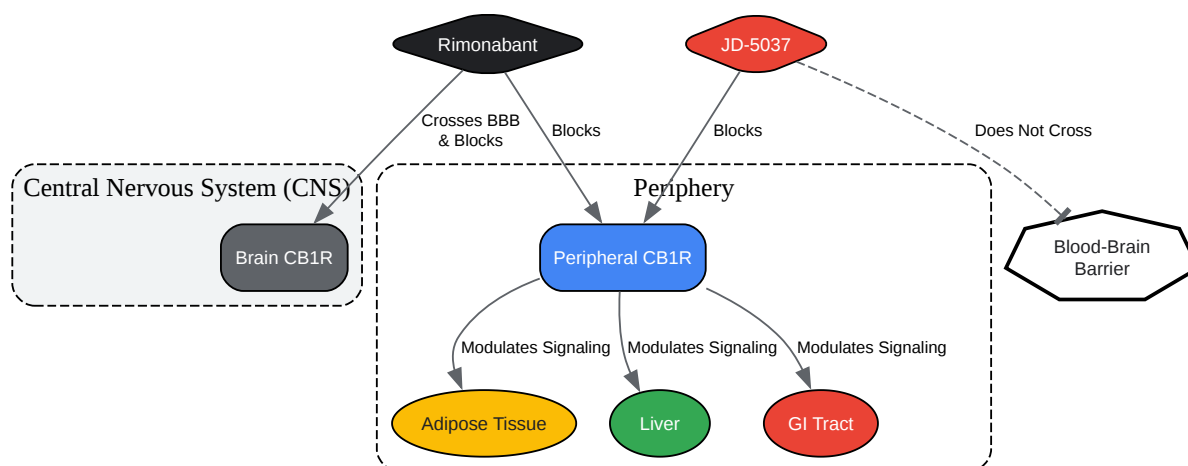 Rimonabant
JD-5037
Crosses BBB
& Blocks
Blocks
Blocks
Does Not Cross
Central Nervous System (CNS)
Periphery
Brain CB1R
Peripheral CB1R
Blood-Brain
Barrier
Modulates Signaling
Modulates Signaling
Modulates Signaling
Adipose Tissue
Liver
GI Tract